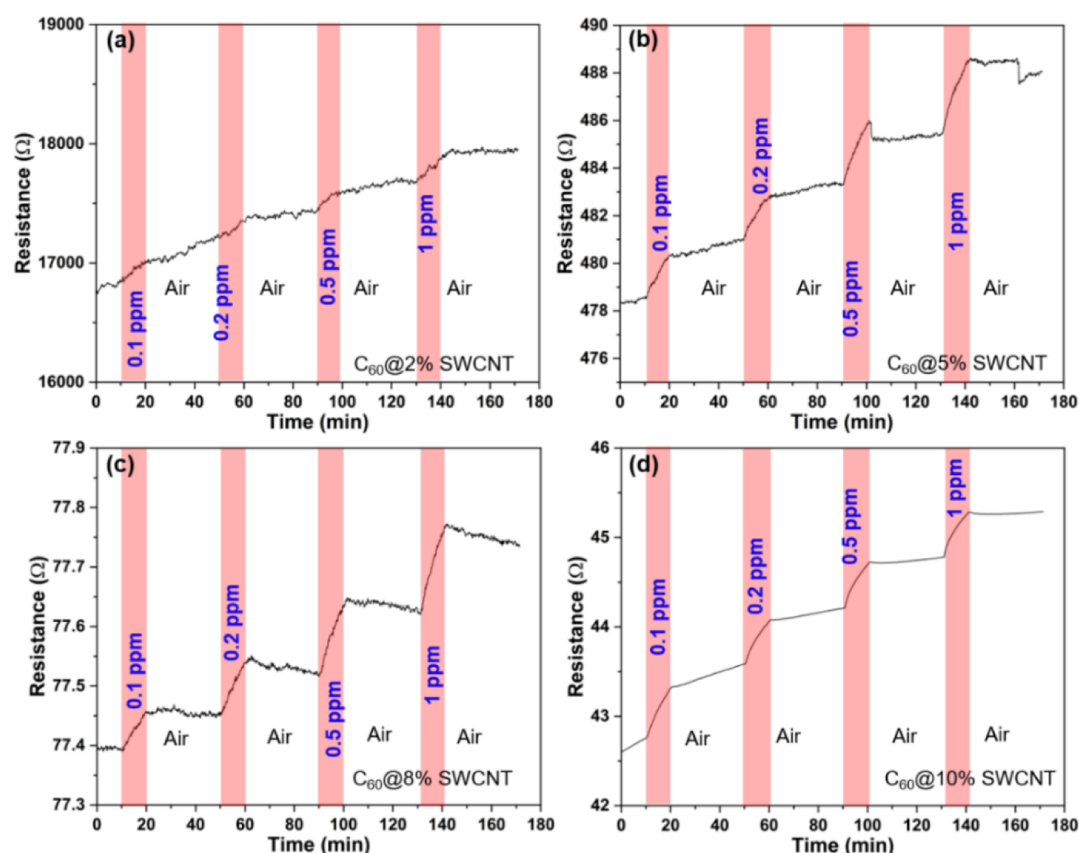 (a)
19000
18000
17000
16000
Resistance (Ω)
0.1 ppm
0.2 ppm
0.5 ppm
1 ppm
Air
Air
Air
Air
C₆₀@2% SWCNT
0 20 40 60 80 100 120 140 160 180
Time (min)
(b)
490
488
486
484
482
480
478
476
Resistance (Ω)
0.1 ppm
0.2 ppm
0.5 ppm
1 ppm
Air
Air
Air
Air
C₆₀@5% SWCNT
0 20 40 60 80 100 120 140 160 180
Time (min)
(c)
77.9
77.8
77.7
77.6
77.5
77.4
77.3
Resistance (Ω)
0.1 ppm
0.2 ppm
0.5 ppm
1 ppm
Air
Air
Air
Air
C₆₀@8% SWCNT
0 20 40 60 80 100 120 140 160 180
Time (min)
(d)
46
45
44
43
42
Resistance (Ω)
0.1 ppm
0.2 ppm
0.5 ppm
1 ppm
Air
Air
Air
Air
C₆₀@10% SWCNT
0 20 40 60 80 100 120 140 160 180
Time (min)